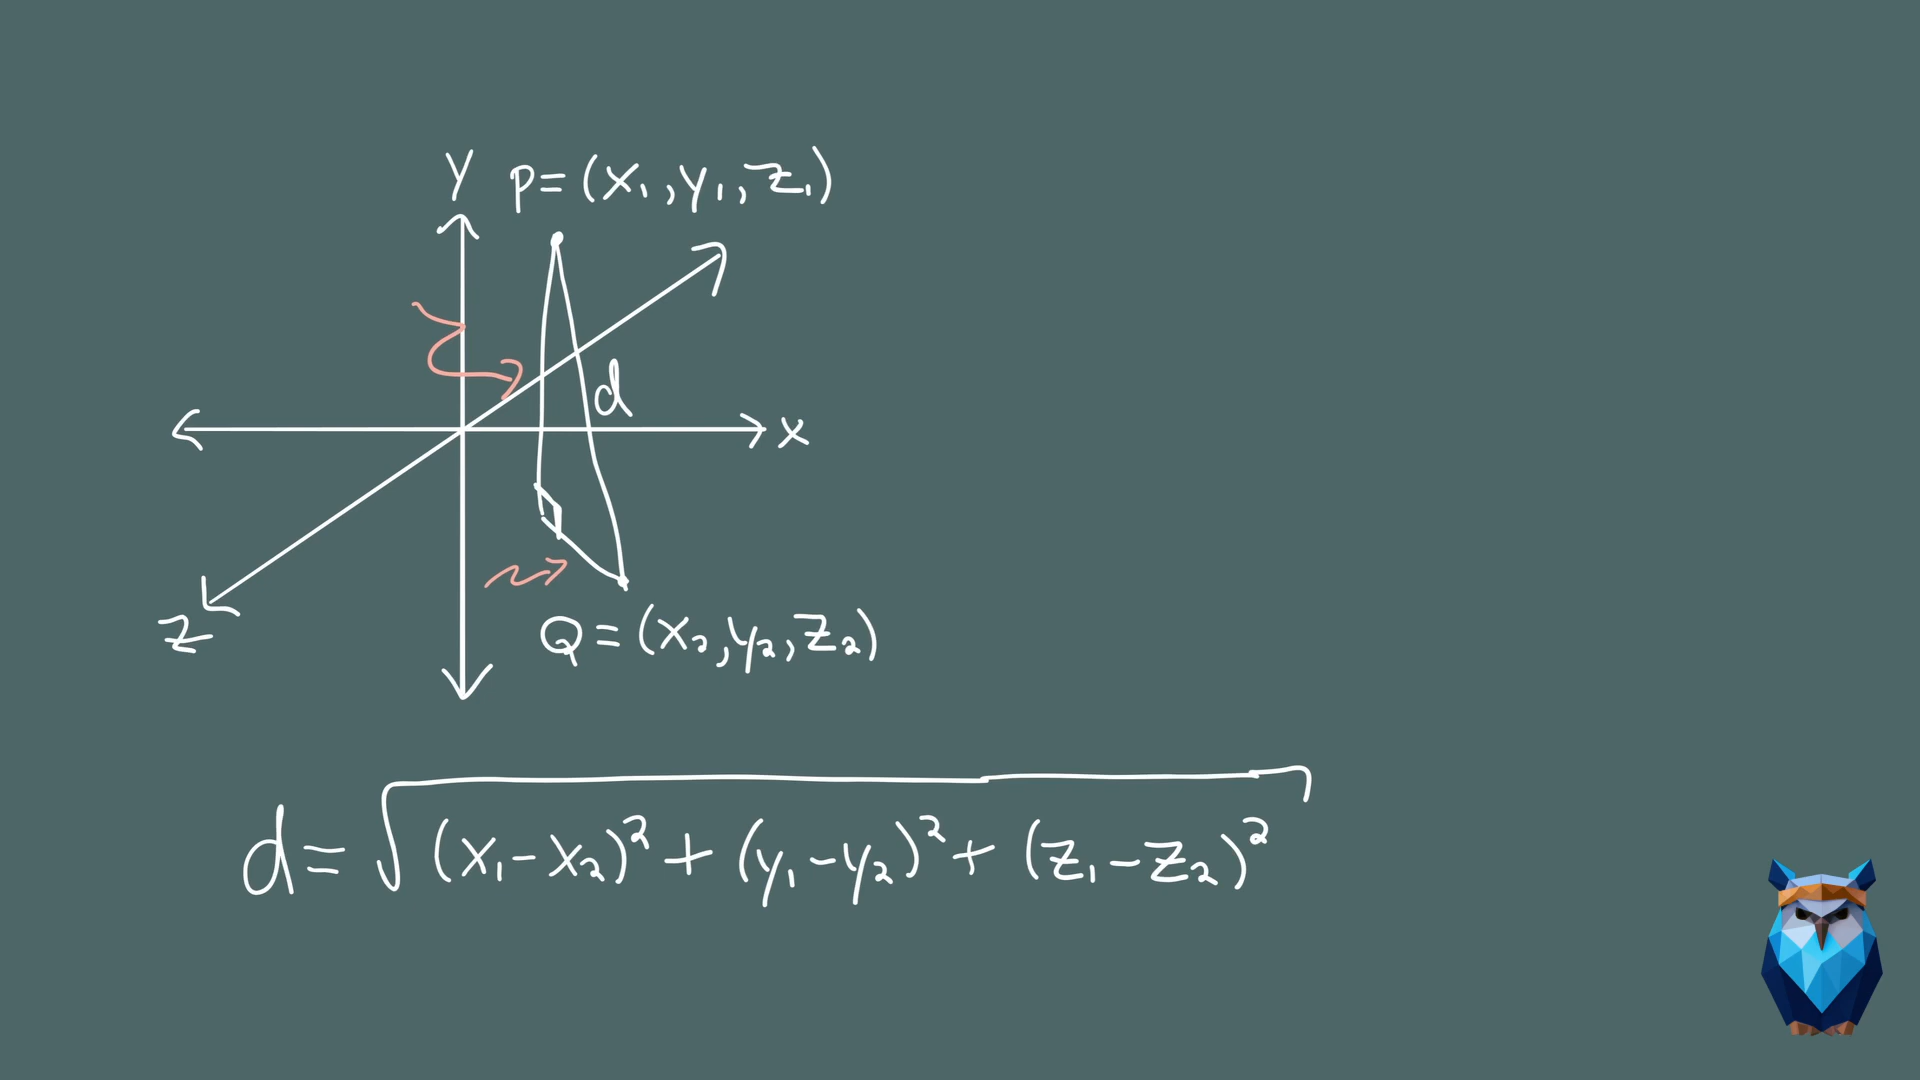 y
P=(x₁,y₁,z₁)
d
x
z
Q=(x₂,y₂,z₂)
d=√(x₁-x₂)²+(y₁-y₂)²+(z₁-z₂)²